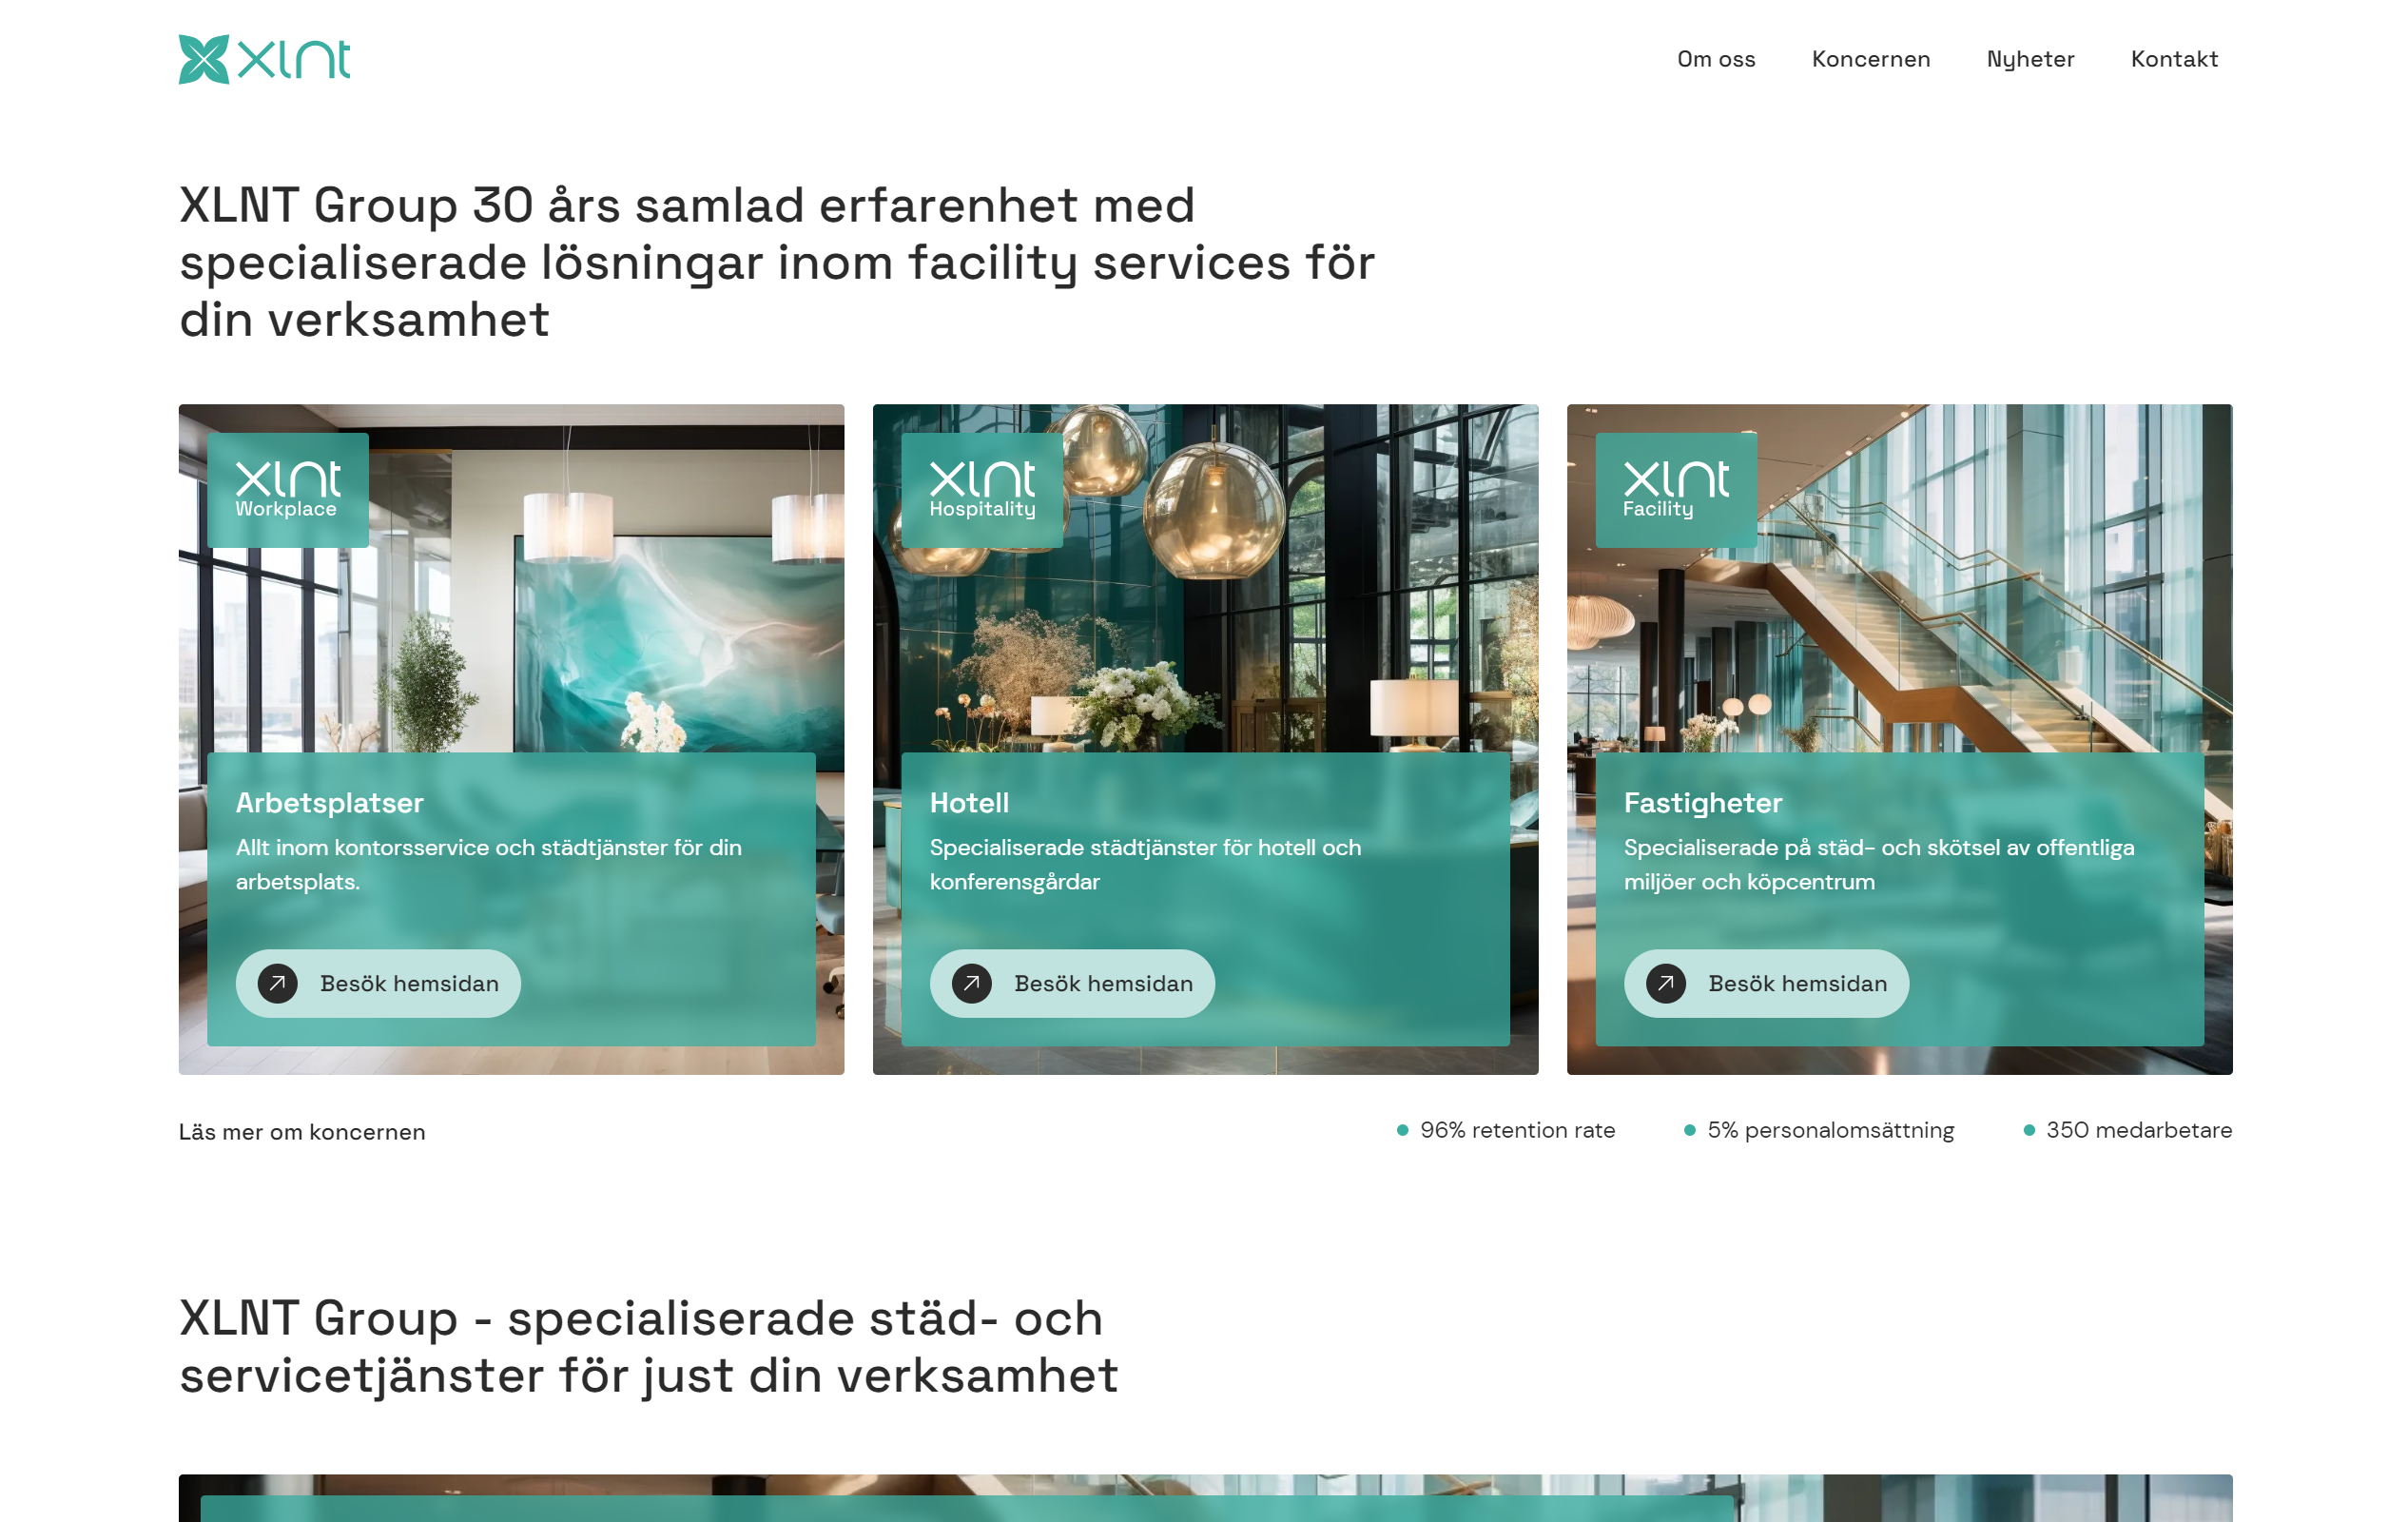 xlnt
Om oss
Koncernen
Nyheter
Kontakt
XLNT Group 30 års samlad erfarenhet med
specialiserade lösningar inom facility services för
din verksamhet
xlnt
Workplace
Arbetsplatser
Allt inom kontorsservice och städtjänster för din
arbetsplats.
Besök hemsidan
xlnt
Hospitality
Hotell
Specialiserade städtjänster för hotell och
konferensgårdar
Besök hemsidan
xlnt
Facility
Fastigheter
Specialiserade på städ- och skötsel av offentliga
miljöer och köpcentrum
Besök hemsidan
Läs mer om koncernen
96% retention rate
5% personalomsättning
350 medarbetare
XLNT Group - specialiserade städ- och
servicetjänster för just din verksamhet